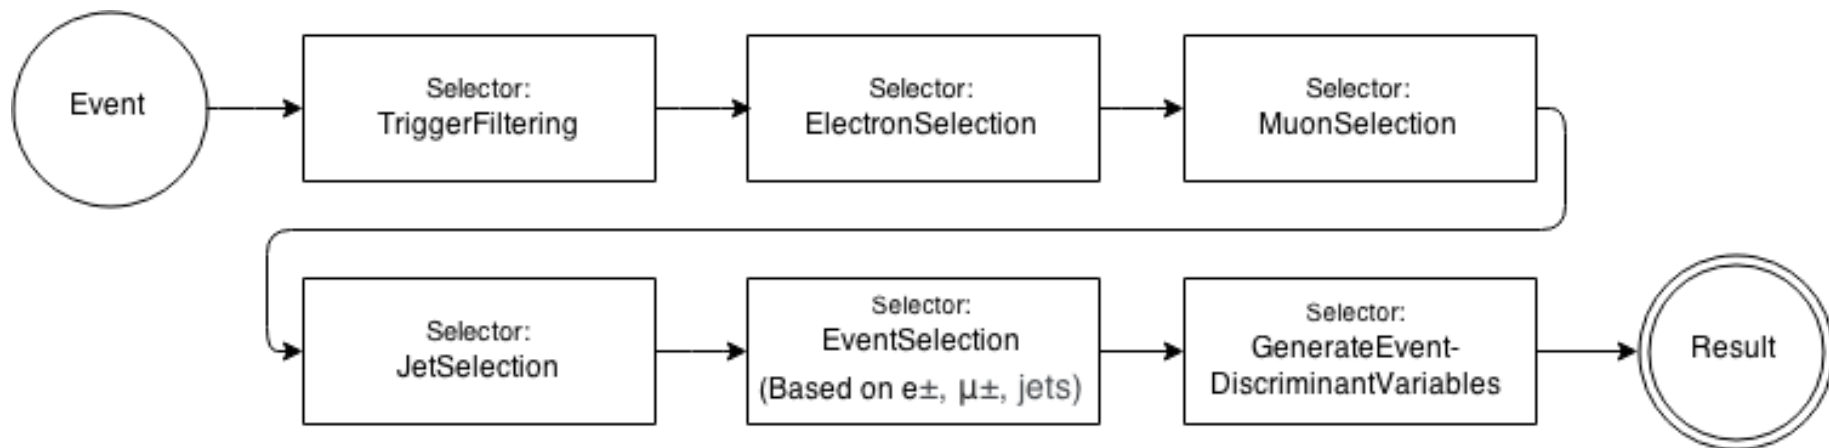 Event
Selector:
TriggerFiltering
Selector:
ElectronSelection
Selector:
MuonSelection
Selector:
JetSelection
Selector:
EventSelection
(Based on e±, µ±, jets)
Selector:
GenerateEvent-
DiscriminantVariables
Result